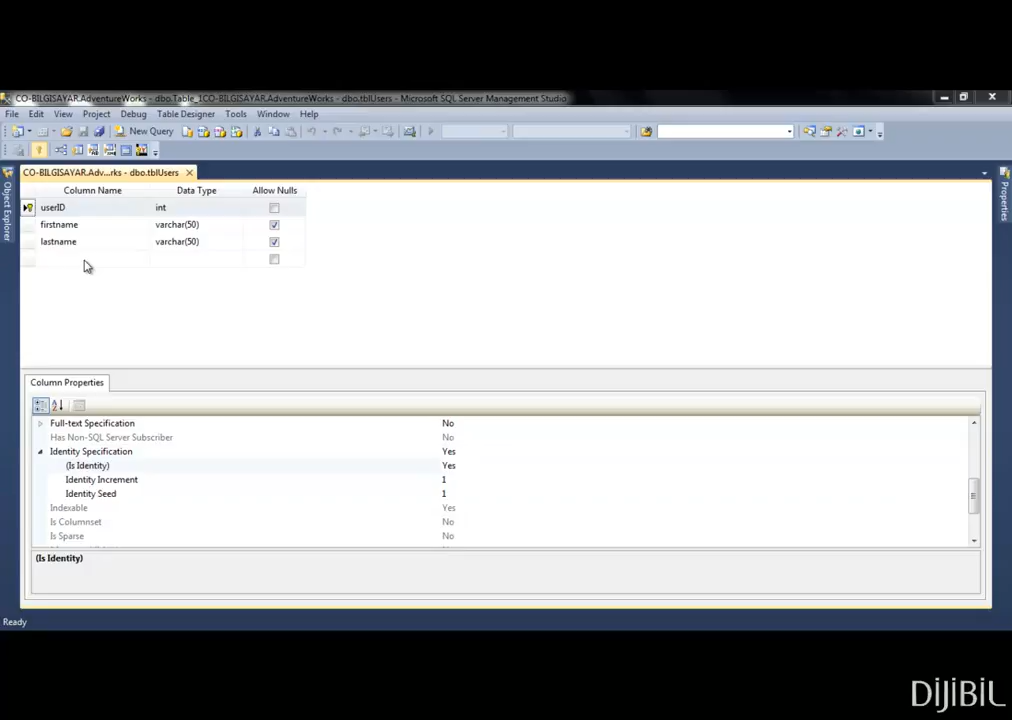 CO-BILGISAYAR.AdventureWorks - dbo.Table_1CO-BILGISAYAR.AdventureWorks - dbo.tblUsers - Microsoft SQL Server Management Studio
File Edit View Project Debug Table Designer Tools Window Help
New Query
CO-BILGISAYAR.Adv...rks - dbo.tblUsers
Object Explorer
Properties
Column Name Data Type Allow Nulls
userID int
firstname varchar(50)
lastname varchar(50)
Column Properties
Full-text Specification No
Has Non-SQL Server Subscriber No
Identity Specification Yes
(Is Identity) Yes
Identity Increment 1
Identity Seed 1
Indexable Yes
Is Columnset No
Is Sparse No
(Is Identity)
Ready
DiJiBiL